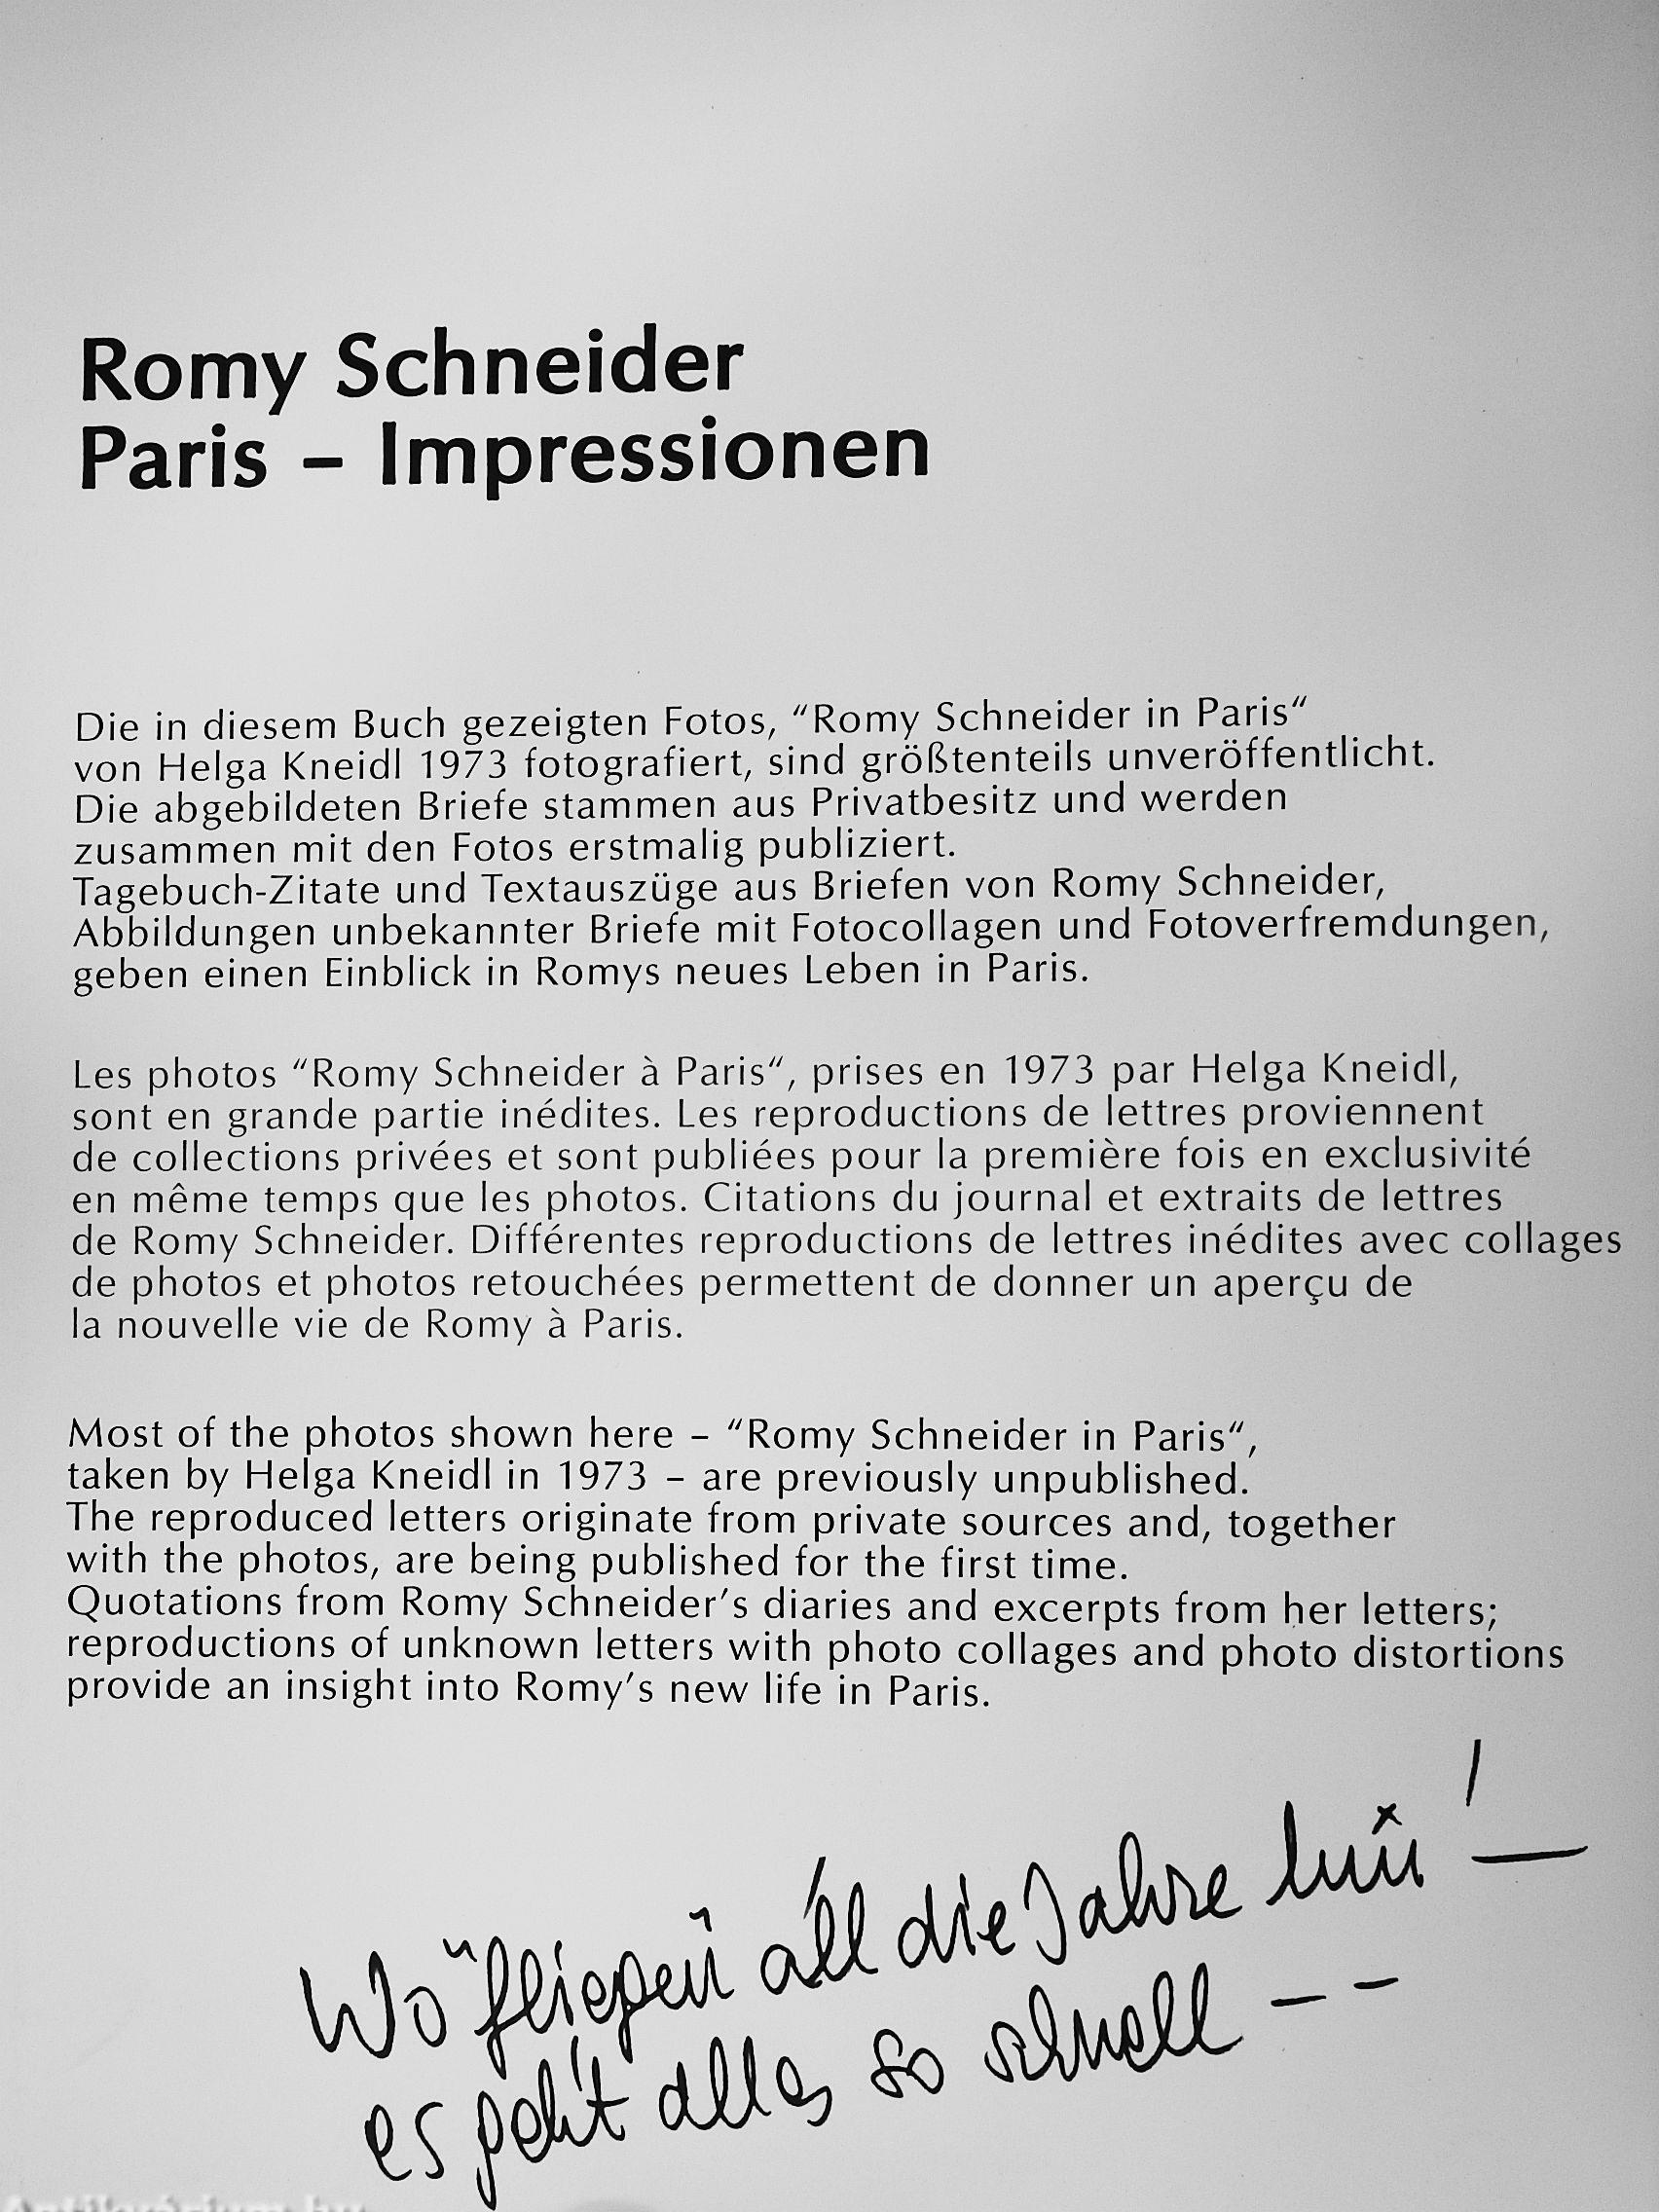 Romy Schneider
Paris – Impressionen
Die in diesem Buch gezeigten Fotos, “Romy Schneider in Paris“
von Helga Kneidl 1973 fotografiert, sind größtenteils unveröffentlicht.
Die abgebildeten Briefe stammen aus Privatbesitz und werden
zusammen mit den Fotos erstmalig publiziert.
Tagebuch-Zitate und Textauszüge aus Briefen von Romy Schneider,
Abbildungen unbekannter Briefe mit Fotocollagen und Fotoverfremdungen,
geben einen Einblick in Romys neues Leben in Paris.
Les photos “Romy Schneider à Paris“, prises en 1973 par Helga Kneidl,
sont en grande partie inédites. Les reproductions de lettres proviennent
de collections privées et sont publiées pour la première fois en exclusivité
en même temps que les photos. Citations du journal et extraits de lettres
de Romy Schneider. Différentes reproductions de lettres inédites avec collages
de photos et photos retouchées permettent de donner un aperçu de
la nouvelle vie de Romy à Paris.
Most of the photos shown here – “Romy Schneider in Paris“,
taken by Helga Kneidl in 1973 – are previously unpublished.
The reproduced letters originate from private sources and, together
with the photos, are being published for the first time.
Quotations from Romy Schneider’s diaries and excerpts from her letters;
reproductions of unknown letters with photo collages and photo distortions
provide an insight into Romy’s new life in Paris.
Wo fliegen all die Jahre hin! —
es geht alles so schnell – –